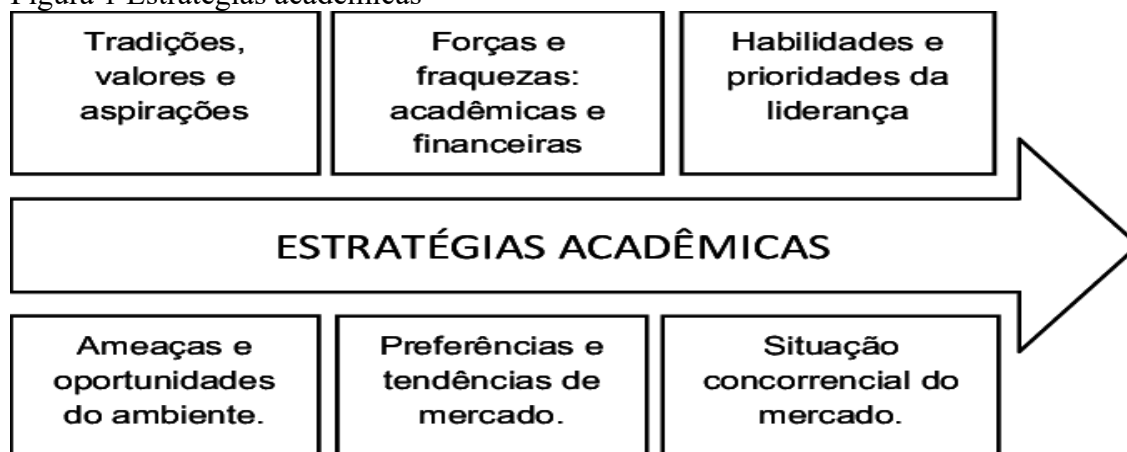 Figura 1 Estratégias acadêmicas
Tradições,
valores e
aspirações
Forças e
fraquezas:
acadêmicas e
financeiras
Habilidades e
prioridades da
liderança
ESTRATÉGIAS ACADÊMICAS
Ameaças e
oportunidades
do ambiente.
Preferências e
tendências de
mercado.
Situação
concorrencial do
mercado.